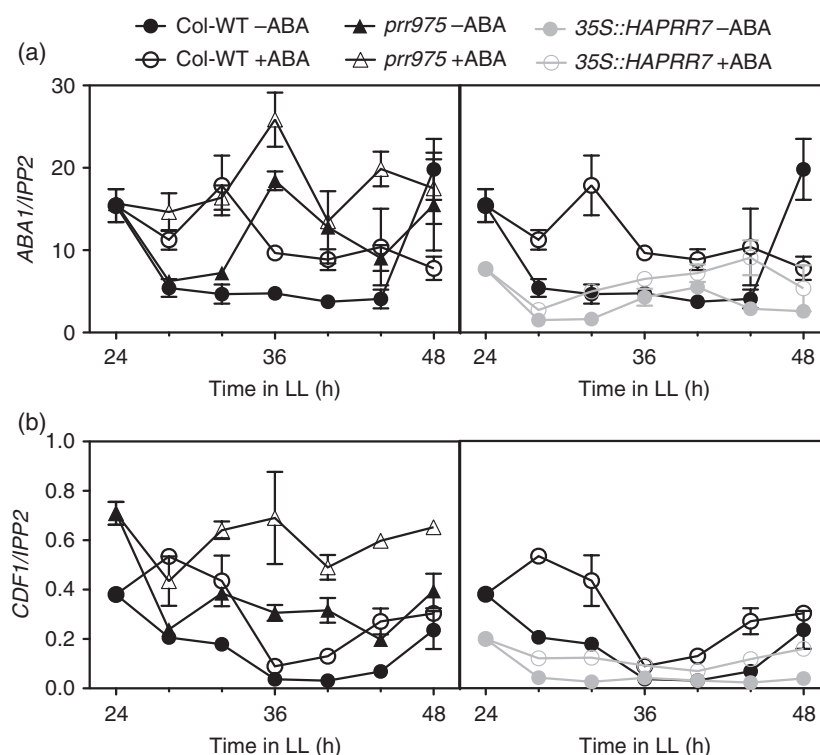 Col-WT –ABA prr975 –ABA 35S::HAPRR7 –ABA
Col-WT +ABA prr975 +ABA 35S::HAPRR7 +ABA
(a)
30
20
10
0
ABA1/IPP2
24 36 48 24 36 48
Time in LL (h) Time in LL (h)
(b)
1.0
0.8
0.6
0.4
0.2
0.0
CDF1/IPP2
24 36 48 24 36 48
Time in LL (h) Time in LL (h)